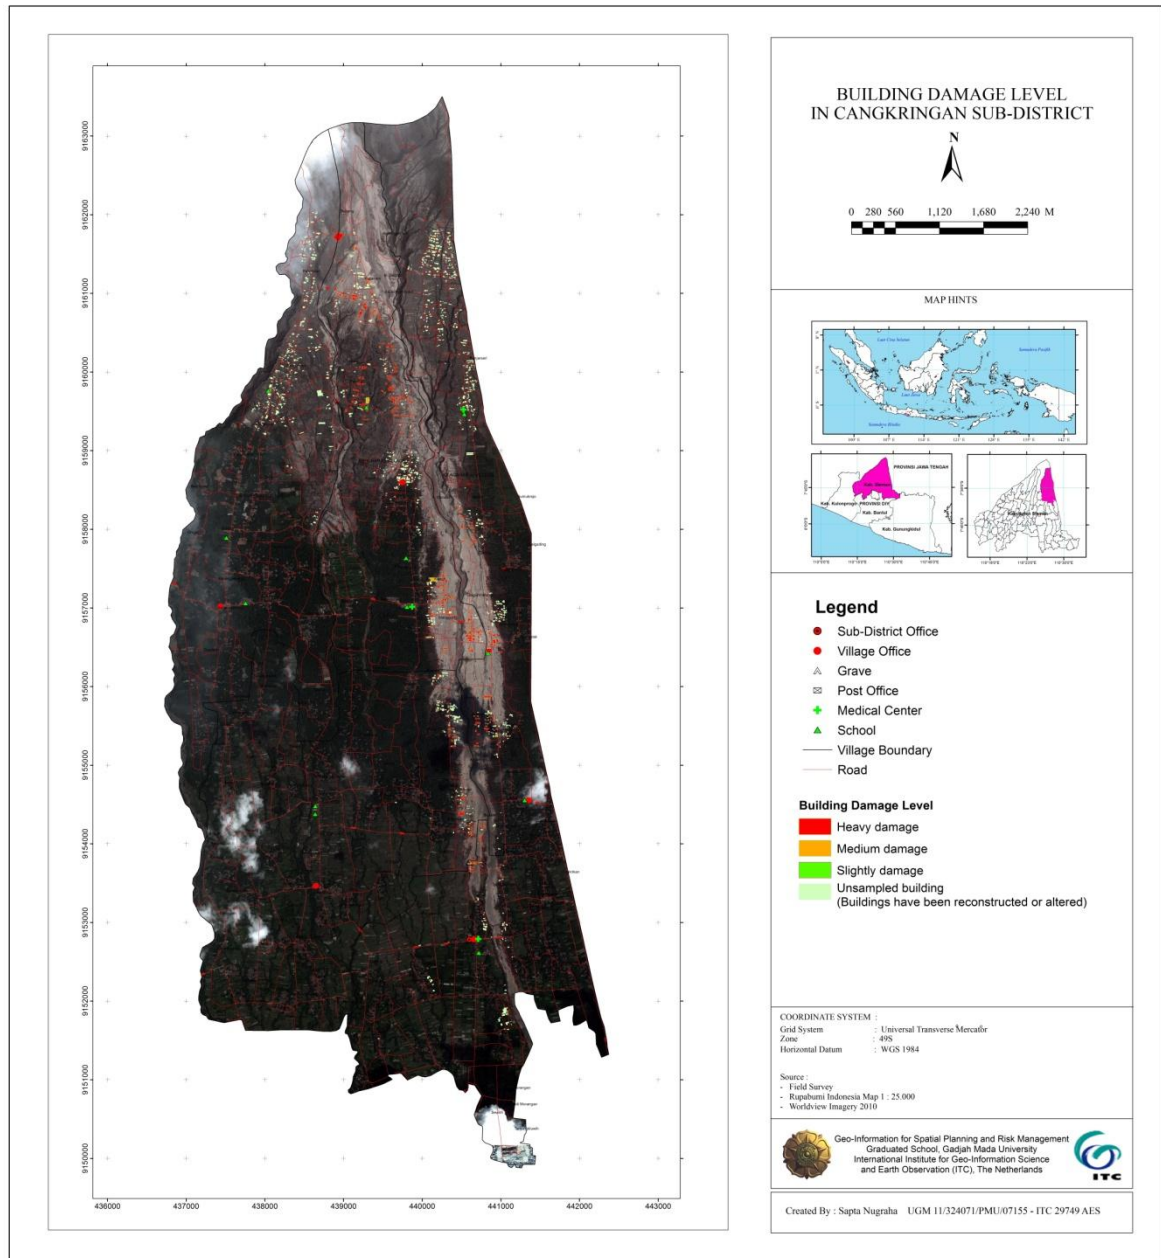 BUILDING DAMAGE LEVEL
IN CANGKRINGAN SUB-DISTRICT
N
0 280 560 1,120 1,680 2,240 M
MAP HINTS
PROVINSI JAWA TENGAH
Kab. Kulonprogo
PROVINSI DIY
Kab. Bantul
Kab. Gunungkidul
Legend
Sub-District Office
Village Office
Grave
Post Office
Medical Center
School
Village Boundary
Road
Building Damage Level
Heavy damage
Medium damage
Slightly damage
Unsampled building
(Buildings have been reconstructed or altered)
COORDINATE SYSTEM :
Grid System : Universal Transverse Mercator
Zone : 49S
Horizontal Datum : WGS 1984
Source :
- Field Survey
- Rupabumi Indonesia Map 1 : 25.000
- Worldview Imagery 2010
Geo-Information for Spatial Planning and Risk Management
Graduated School, Gadjah Mada University
International Institute for Geo-Information Science
and Earth Observation (ITC), The Netherlands
ITC
Created By : Sapta Nugraha UGM 11/324071/PMU/07155 - ITC 29749 AES
9163000
9162000
9161000
9160000
9159000
9158000
9157000
9156000
9155000
9154000
9153000
9152000
9151000
9150000
436000 437000 438000 439000 440000 441000 442000 443000